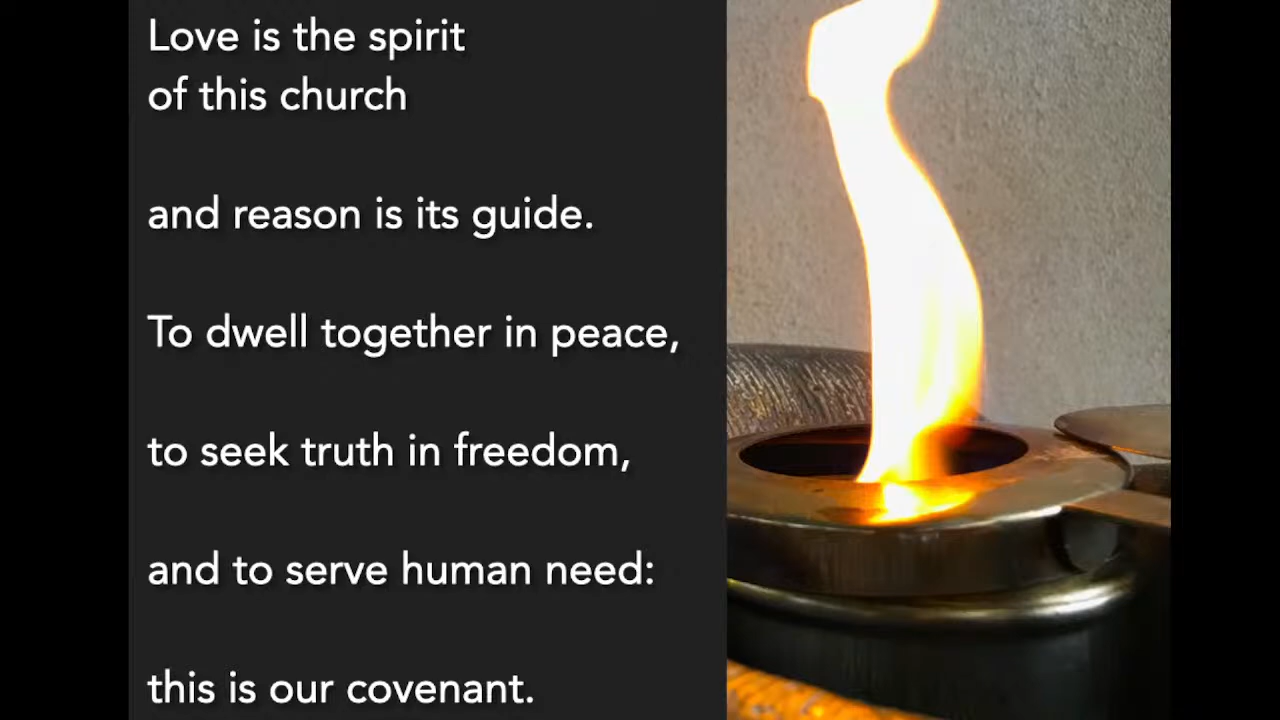 Love is the spirit
of this church
and reason is its guide.
To dwell together in peace,
to seek truth in freedom,
and to serve human need:
this is our covenant.